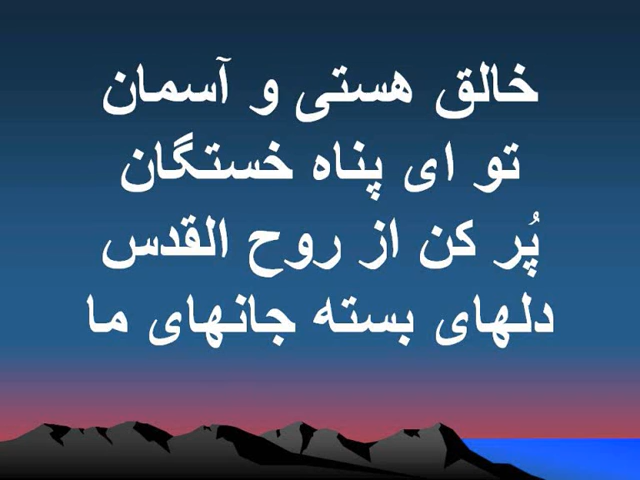 خالق هستی و آسمان
تو ای پناه خستگان
پُر کن از روح القدس
دلهای بسته جانهای ما